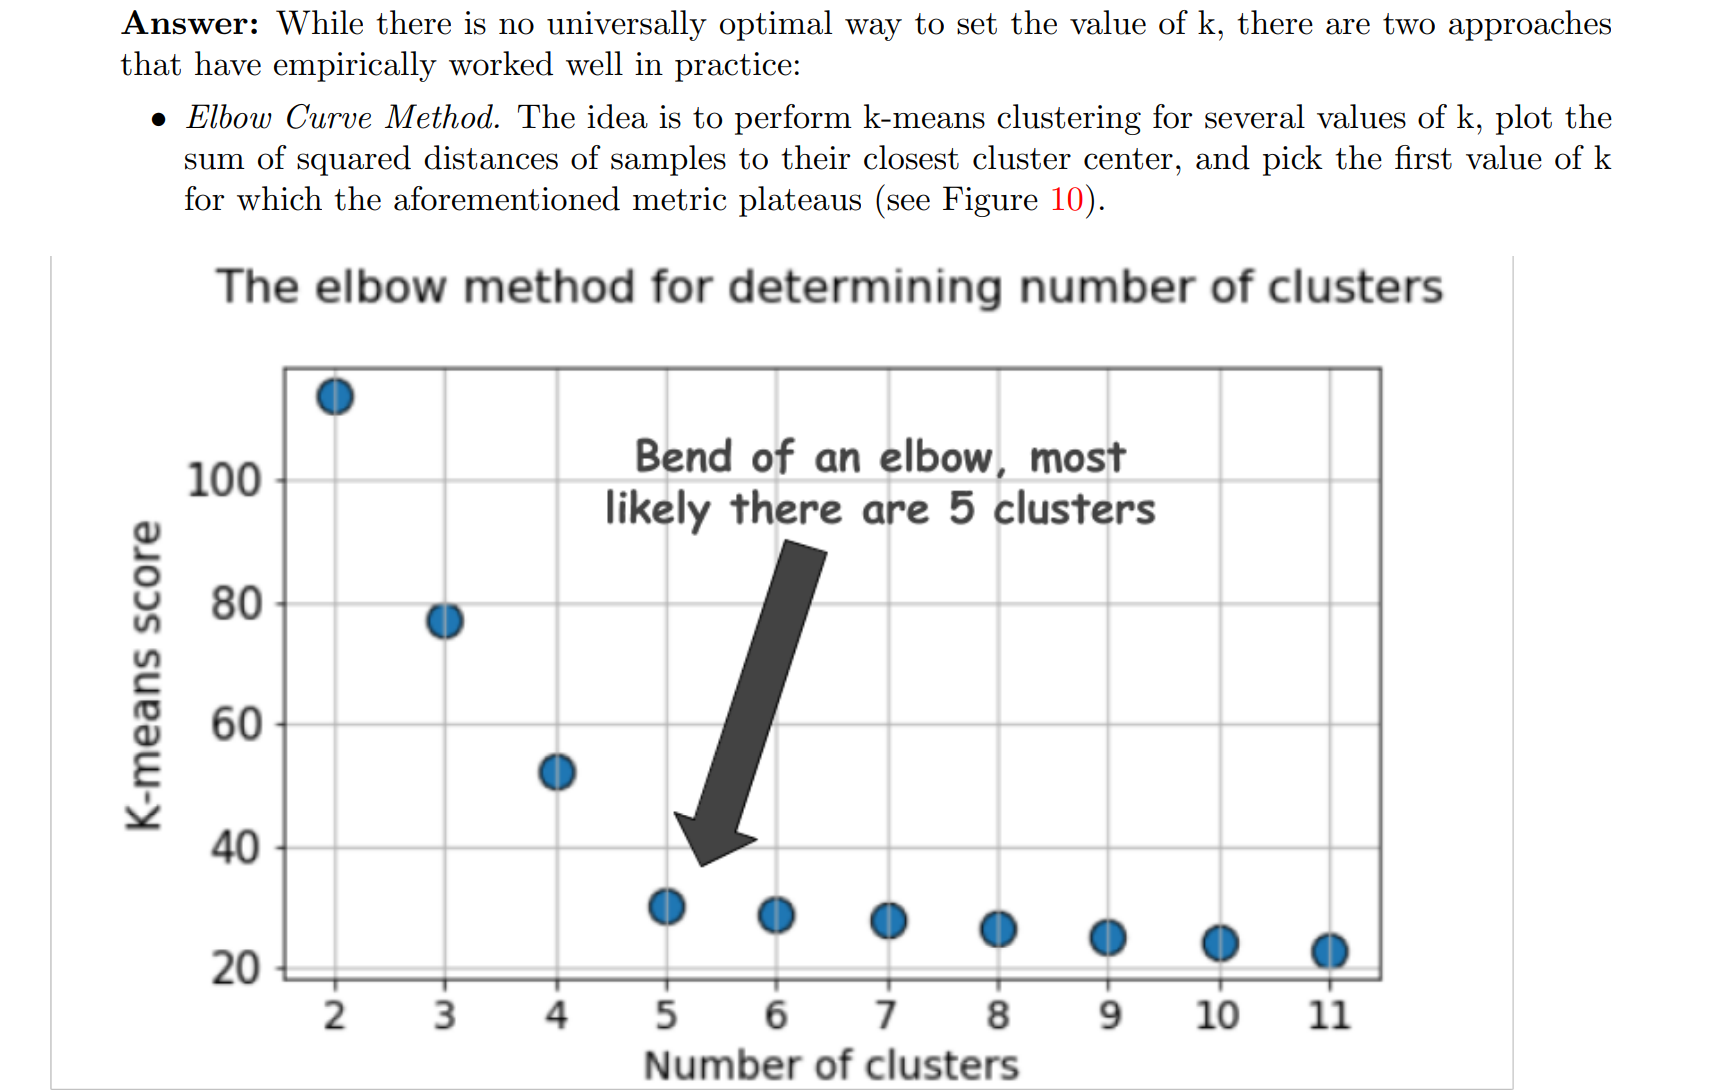 Answer: While there is no universally optimal way to set the value of k, there are two approaches
that have empirically worked well in practice:
• Elbow Curve Method. The idea is to perform k-means clustering for several values of k, plot the
sum of squared distances of samples to their closest cluster center, and pick the first value of k
for which the aforementioned metric plateaus (see Figure 10).
The elbow method for determining number of clusters
Bend of an elbow, most
likely there are 5 clusters
K-means score
100
80
60
40
20
2 3 4 5 6 7 8 9 10 11
Number of clusters